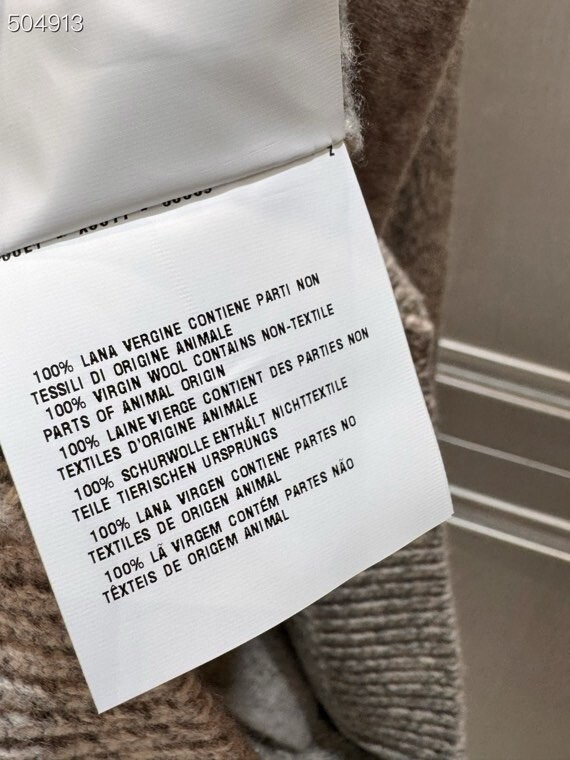 504913
100% LANA VERGINE CONTIENE PARTI NON
TESSILI DI ORIGINE ANIMALE
100% VIRGIN WOOL CONTAINS NON-TEXTILE
PARTS OF ANIMAL ORIGIN
100% LAINE VIERGE CONTIENT DES PARTIES NON
TEXTILES D'ORIGINE ANIMALE
100% SCHURWOLLE ENTHÄLT NICHTTEXTILE
TEILE TIERISCHEN URSPRUNGS
100% LANA VIRGEN CONTIENE PARTES NO
TEXTILES DE ORIGEN ANIMAL
100% LÃ VIRGEM CONTÉM PARTES NÃO
TÊXTEIS DE ORIGEM ANIMAL